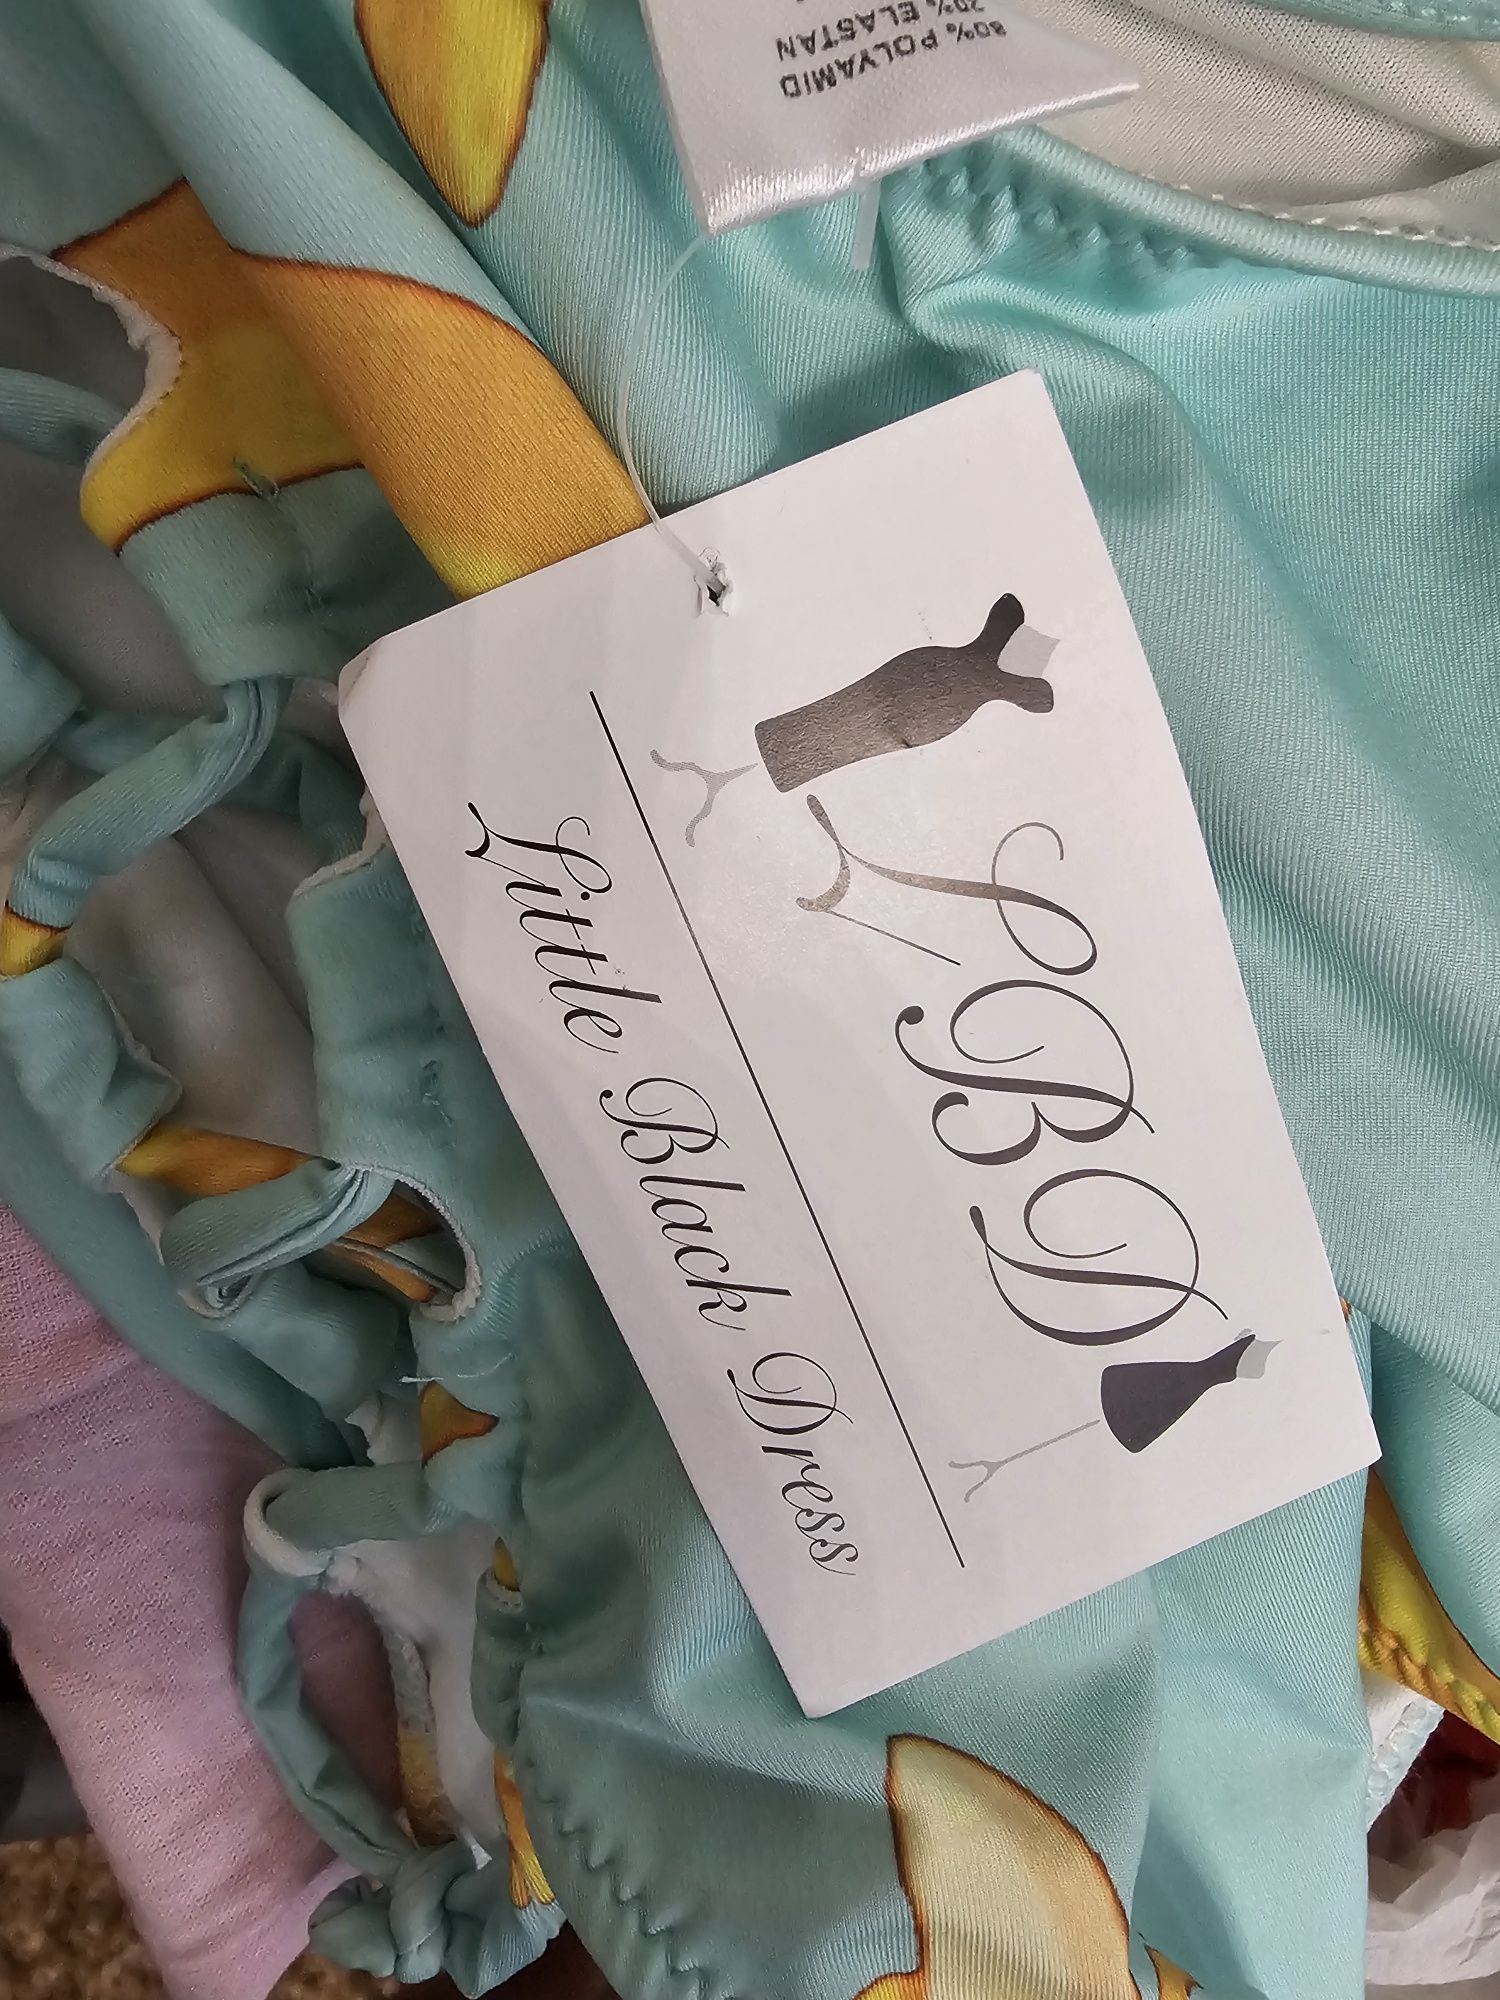 80% POLYAMID
20% ELASTAN
LBD
Little Black Dress